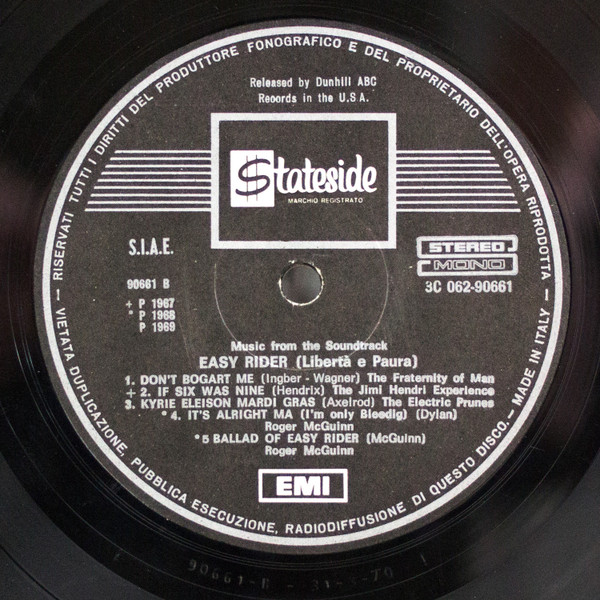 RISERVATI TUTTI I DIRITTI DEL PRODUTTORE FONOGRAFICO E DEL PROPRIETARIO DELL'OPERA RIPRODOTTA
Released by Dunhill ABC
Records in the U.S.A.
$tateside
MARCHIO REGISTRATO
S.I.A.E.
STEREO
MONO
90661 B
3C 062-90661
+ P 1967
* P 1968
P 1969
Music from the Soundtrack
EASY RIDER (Libertà e Paura)
1. DON'T BOGART ME (Ingber - Wagner) The Fraternity of Man
+ 2. IF SIX WAS NINE (Hendrix) The Jimi Hendri Experience
3. KYRIE ELEISON MARDI GRAS (Axelrod) The Electric Prunes
* 4. IT'S ALRIGHT MA (I'm only Bleedig) (Dylan)
Roger McGuinn
* 5 BALLAD OF EASY RIDER (McGuinn)
Roger McGuinn
EMI
VIETATA DUPLICAZIONE, PUBBLICA ESECUZIONE, RADIODIFFUSIONE DI QUESTO DISCO. — MADE IN ITALY
90661-B - 31-3-70